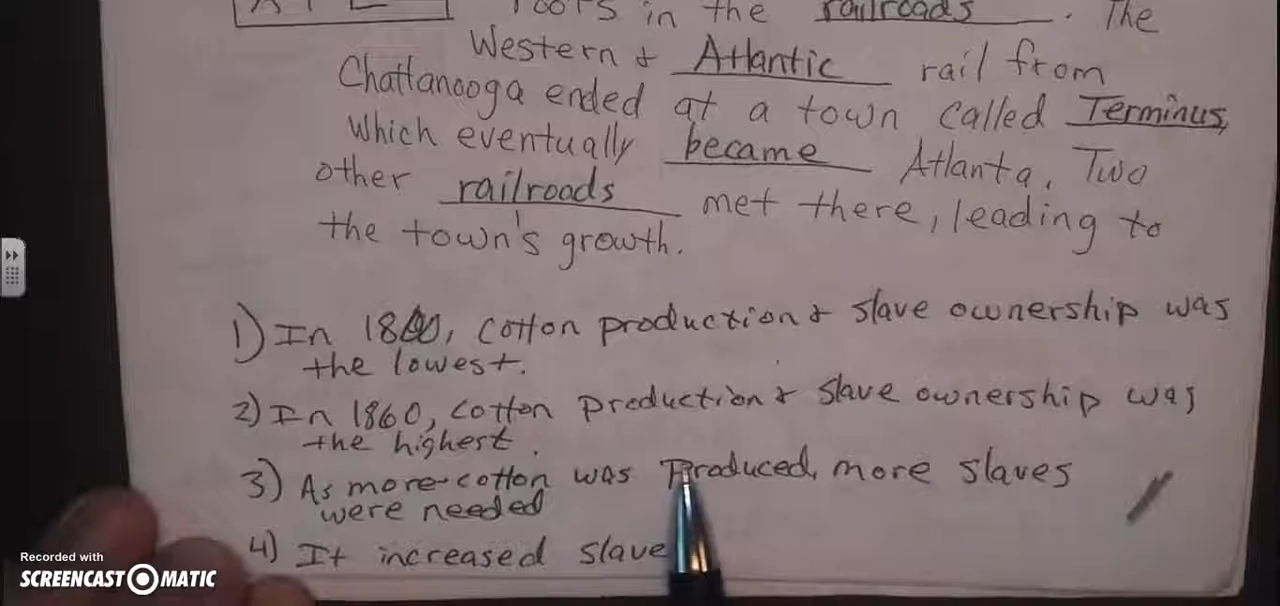 roots in the railroads. The
Western & Atlantic rail from
Chattanooga ended at a town called Terminus,
which eventually became Atlanta. Two
other railroads met there, leading to
the town's growth.
1) In 1800, cotton production & slave ownership was
the lowest.
2) In 1860, cotton production & slave ownership was
the highest.
3) As more cotton was produced, more slaves
were needed
4) It increased slave
Recorded with
SCREENCAST-O-MATIC